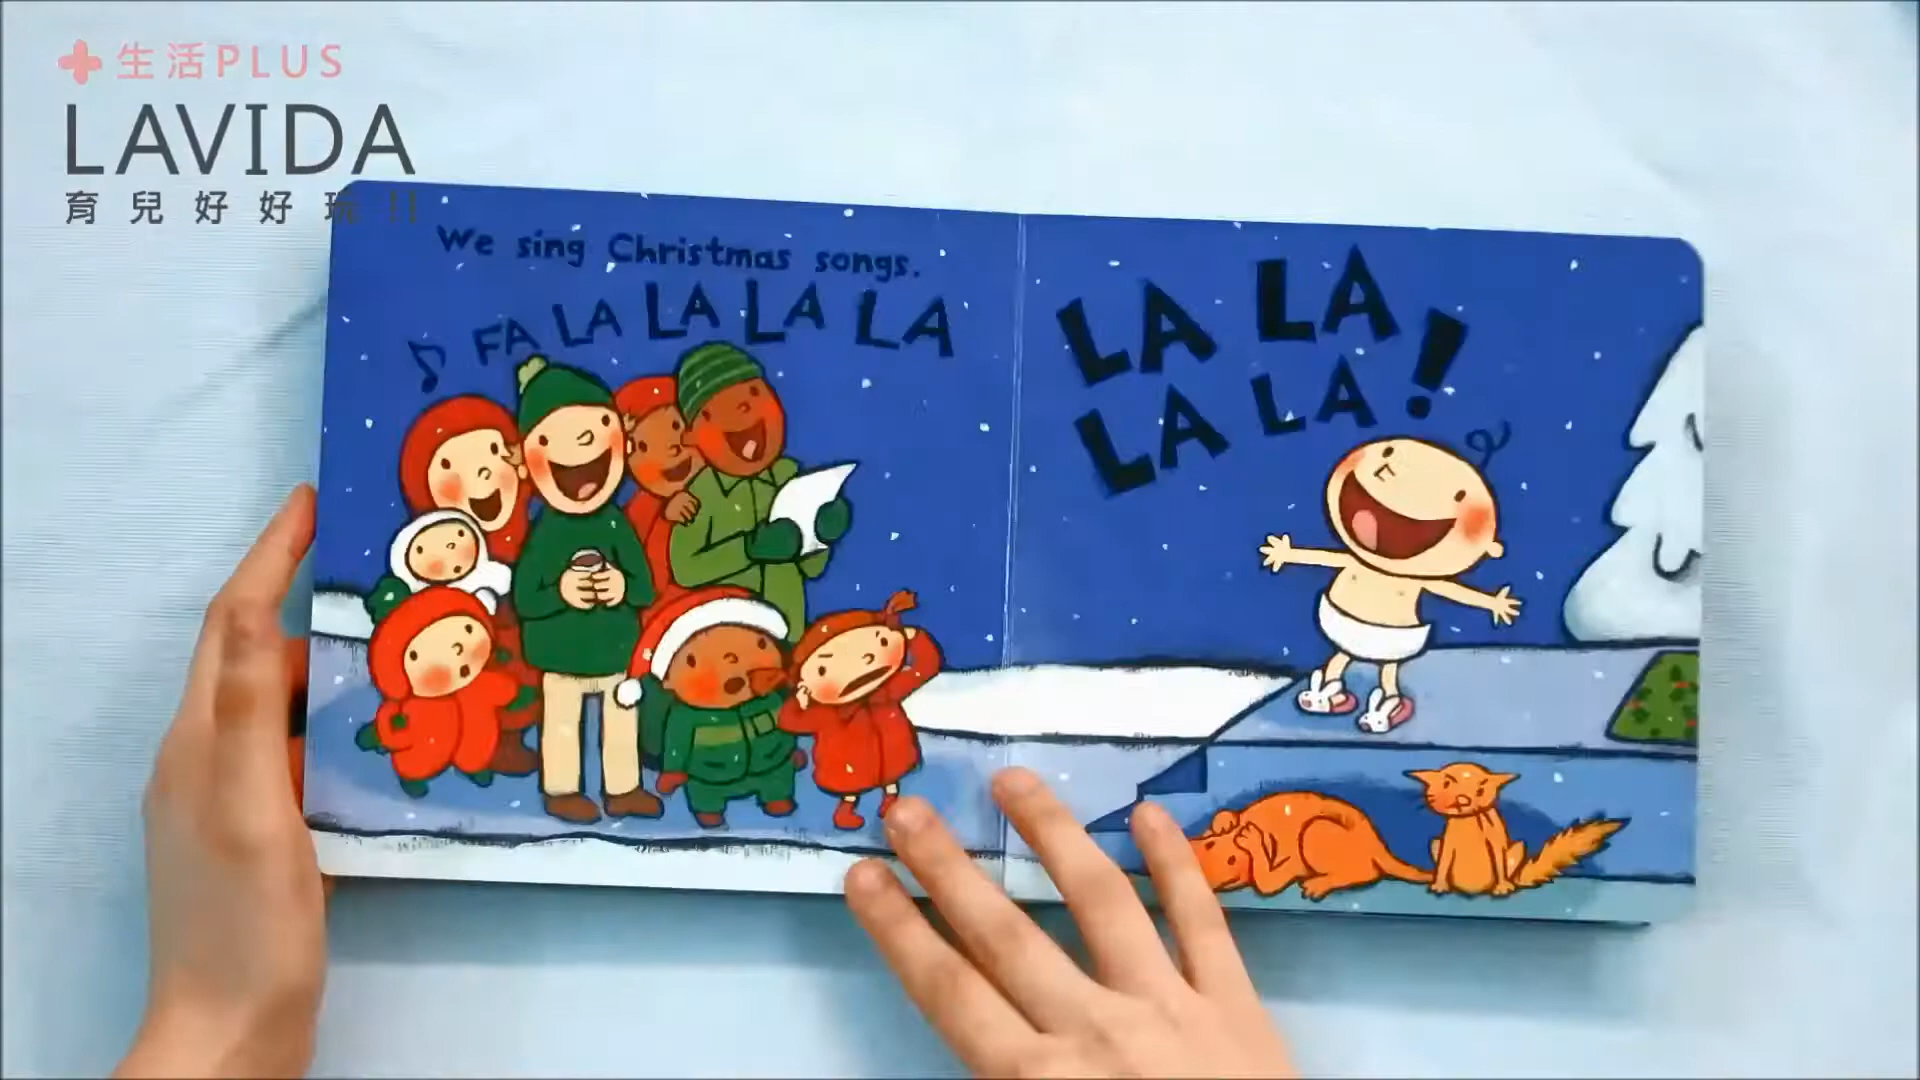 生活PLUS
LAVIDA
育兒好好玩!!
We sing Christmas songs.
FA LA LA LA LA
LA LA
LA LA!